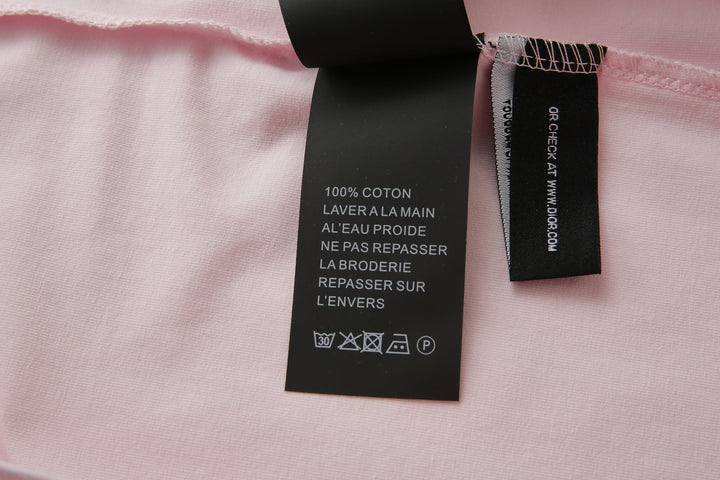 100% COTON
LAVER A LA MAIN
AL'EAU PROIDE
NE PAS REPASSER
LA BRODERIE
REPASSER SUR
L'ENVERS
30
P
OR CHECK AT WWW.DIOR.COM